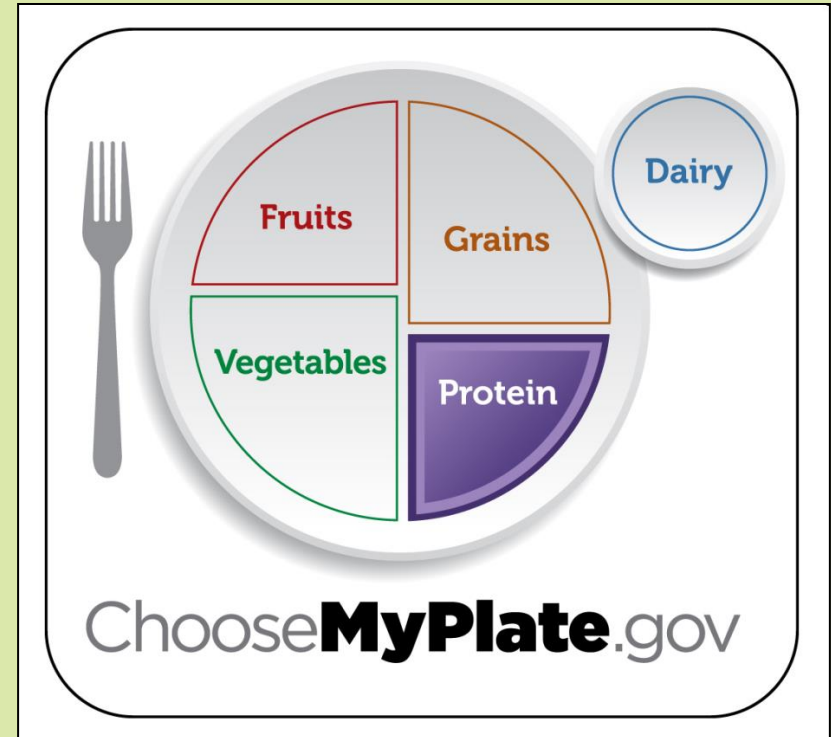 Fruits
Grains
Dairy
Vegetables
Protein
ChooseMyPlate.gov